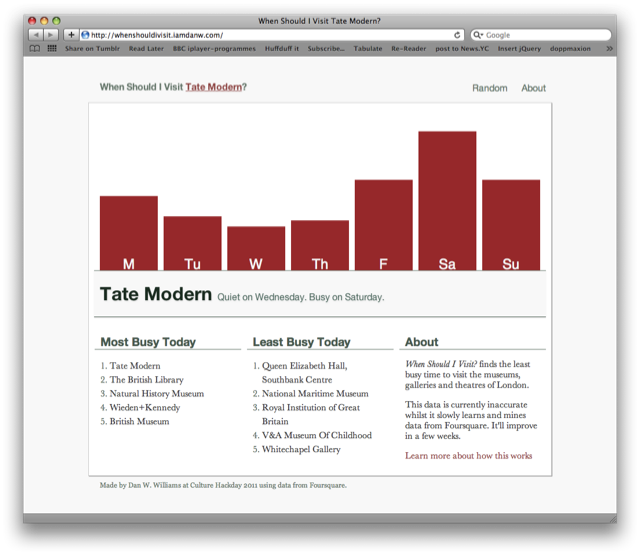 When Should I Visit Tate Modern?
http://whenshouldivisit.iamdanw.com/
Google
Share on Tumblr
Read Later
BBC iplayer-programmes
Huffduff it
Subscribe...
Tabulate
Re-Reader
post to News.YC
Insert jQuery
doppmaxion
When Should I Visit Tate Modern?
Random
About
M
Tu
W
Th
F
Sa
Su
Tate Modern Quiet on Wednesday. Busy on Saturday.
Most Busy Today
1. Tate Modern
2. The British Library
3. Natural History Museum
4. Wieden+Kennedy
5. British Museum
Least Busy Today
1. Queen Elizabeth Hall,
Southbank Centre
2. National Maritime Museum
3. Royal Institution of Great
Britain
4. V&A Museum Of Childhood
5. Whitechapel Gallery
About
When Should I Visit? finds the least
busy time to visit the museums,
galleries and theatres of London.
This data is currently inaccurate
whilst it slowly learns and mines
data from Foursquare. It'll improve
in a few weeks.
Learn more about how this works
Made by Dan W. Williams at Culture Hackday 2011 using data from Foursquare.